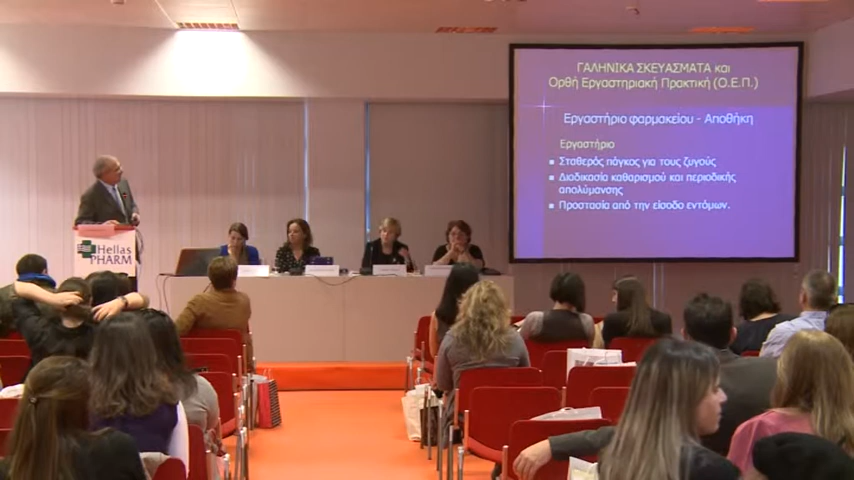 ΓΑΛΗΝΙΚΑ ΣΚΕΥΑΣΜΑΤΑ και
Ορθή Εργαστηριακή Πρακτική (Ο.Ε.Π.)
Εργαστήριο φαρμακείου - Αποθήκη
Εργαστήριο
Σταθερός πάγκος για τους ζυγούς
Διαδικασία καθαρισμού και περιοδικής
απολύμανσης
Προστασία από την είσοδο εντόμων.
Hellas
PHARM